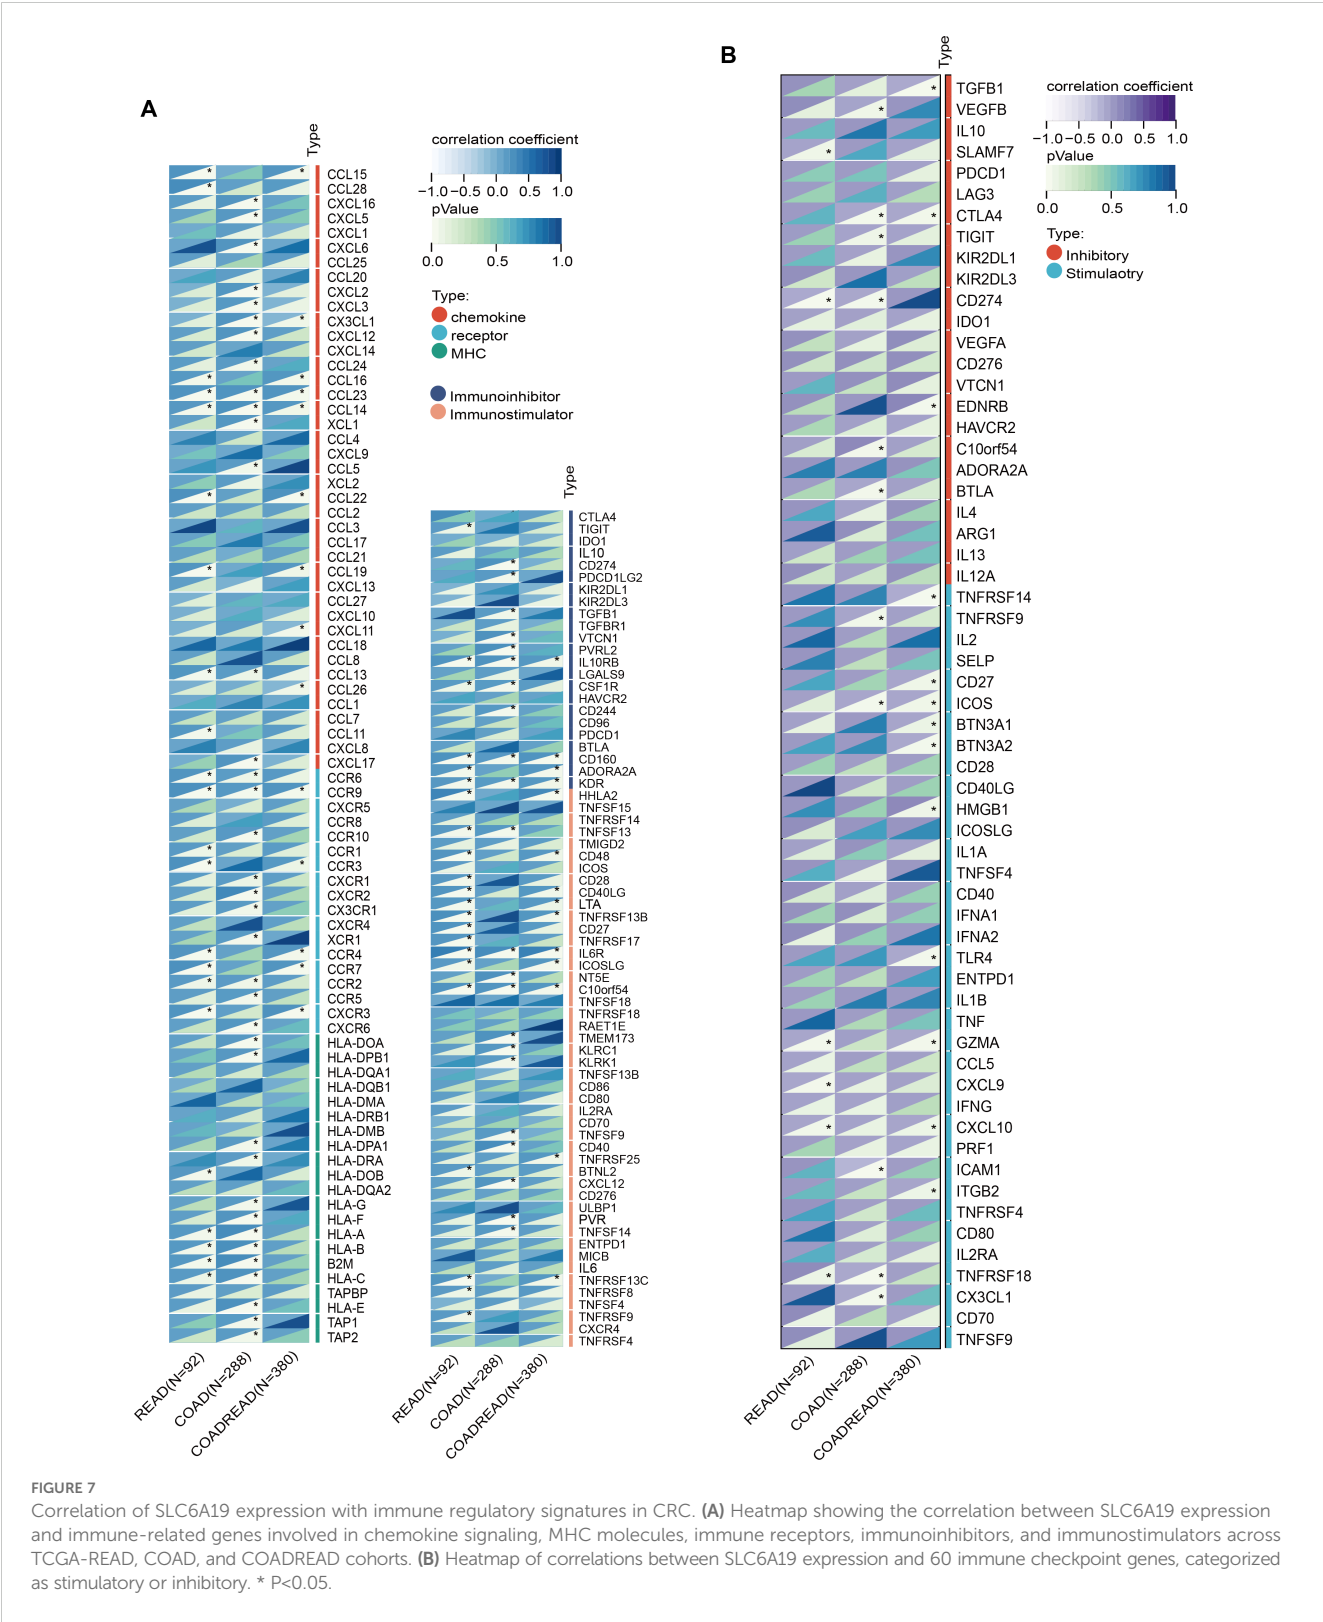 A
Type
correlation coefficient
−1.0 −0.5 0.0 0.5 1.0
pValue
0.0 0.5 1.0
Type:
chemokine
receptor
MHC
Immunoinhibitor
Immunostimulator
CCL15
CCL28
CXCL16
CXCL5
CXCL1
CXCL6
CCL25
CCL20
CXCL2
CXCL3
CX3CL1
CXCL12
CXCL14
CCL24
CCL16
CCL23
CCL14
XCL1
CCL4
CXCL9
CCL5
XCL2
CCL22
CCL2
CCL3
CCL17
CCL21
CCL19
CXCL13
CCL27
CXCL10
CXCL11
CCL18
CCL8
CCL13
CCL26
CCL1
CCL7
CCL11
CXCL8
CXCL17
CCR6
CCR9
CXCR5
CCR8
CCR10
CCR1
CCR3
CXCR1
CXCR2
CX3CR1
CXCR4
XCR1
CCR4
CCR7
CCR2
CCR5
CXCR3
CXCR6
HLA-DOA
HLA-DPB1
HLA-DQA1
HLA-DQB1
HLA-DMA
HLA-DRB1
HLA-DMB
HLA-DPA1
HLA-DRA
HLA-DOB
HLA-DQA2
HLA-G
HLA-F
HLA-A
HLA-B
B2M
HLA-C
TAPBP
HLA-E
TAP1
TAP2
READ(N=92)
COAD(N=288)
COADREAD(N=380)
Type
CTLA4
TIGIT
IDO1
IL10
CD274
PDCD1LG2
KIR2DL1
KIR2DL3
TGFB1
TGFBR1
VTCN1
PVRL2
IL10RB
LGALS9
CSF1R
HAVCR2
CD244
CD96
PDCD1
BTLA
CD160
ADORA2A
KDR
HHLA2
TNFSF15
TNFRSF14
TNFSF13
TMIGD2
CD48
ICOS
CD28
CD40LG
LTA
TNFRSF13B
CD27
TNFRSF17
IL6R
ICOSLG
NT5E
C10orf54
TNFSF18
TNFRSF18
RAET1E
TMEM173
KLRC1
KLRK1
TNFSF13B
CD86
CD80
IL2RA
CD70
TNFSF9
CD40
TNFRSF25
BTNL2
CXCL12
CD276
ULBP1
PVR
TNFSF14
ENTPD1
MICB
IL6
TNFRSF13C
TNFRSF8
TNFSF4
TNFRSF9
CXCR4
TNFRSF4
READ(N=92)
COAD(N=288)
COADREAD(N=380)
B
Type
correlation coefficient
−1.0 −0.5 0.0 0.5 1.0
pValue
0.0 0.5 1.0
Type:
Inhibitory
Stimulaotry
TGFB1
VEGFB
IL10
SLAMF7
PDCD1
LAG3
CTLA4
TIGIT
KIR2DL1
KIR2DL3
CD274
IDO1
VEGFA
CD276
VTCN1
EDNRB
HAVCR2
C10orf54
ADORA2A
BTLA
IL4
ARG1
IL13
IL12A
TNFRSF14
TNFRSF9
IL2
SELP
CD27
ICOS
BTN3A1
BTN3A2
CD28
CD40LG
HMGB1
ICOSLG
IL1A
TNFSF4
CD40
IFNA1
IFNA2
TLR4
ENTPD1
IL1B
TNF
GZMA
CCL5
CXCL9
IFNG
CXCL10
PRF1
ICAM1
ITGB2
TNFRSF4
CD80
IL2RA
TNFRSF18
CX3CL1
CD70
TNFSF9
READ(N=92)
COAD(N=288)
COADREAD(N=380)
FIGURE 7
Correlation of SLC6A19 expression with immune regulatory signatures in CRC. (A) Heatmap showing the correlation between SLC6A19 expression
and immune-related genes involved in chemokine signaling, MHC molecules, immune receptors, immunoinhibitors, and immunostimulators across
TCGA-READ, COAD, and COADREAD cohorts. (B) Heatmap of correlations between SLC6A19 expression and 60 immune checkpoint genes, categorized
as stimulatory or inhibitory. * P<0.05.